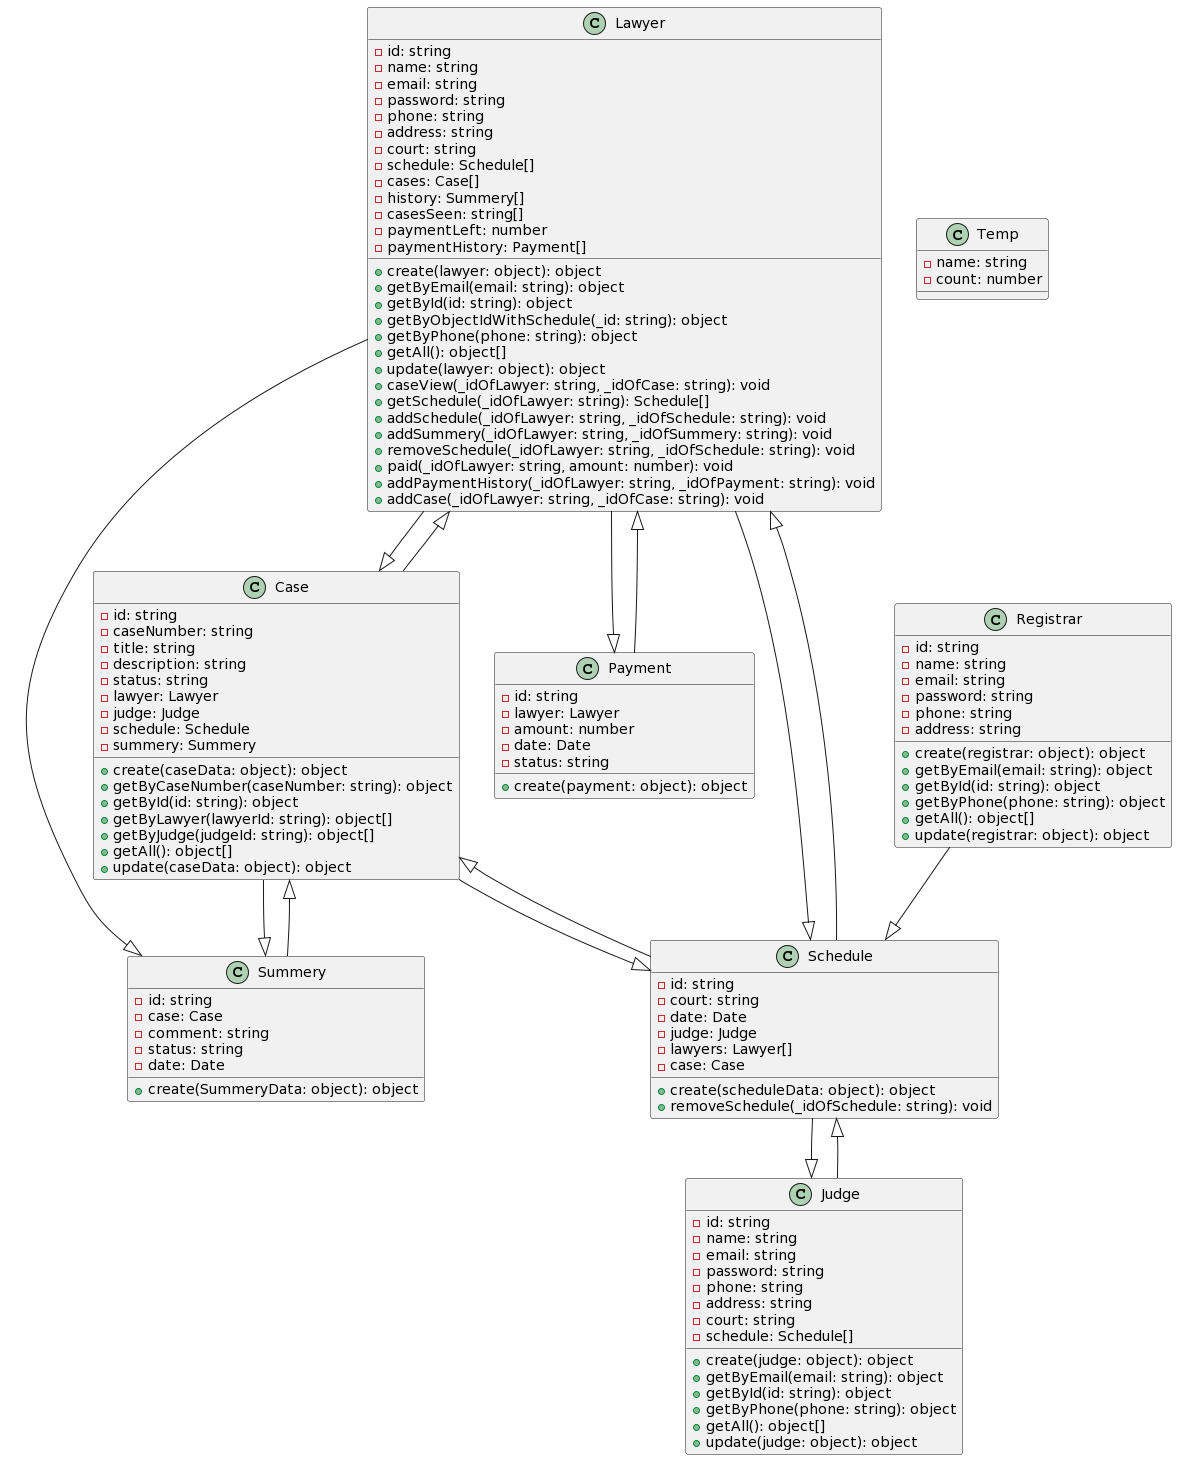 C Lawyer
id: string
name: string
email: string
password: string
phone: string
address: string
court: string
schedule: Schedule[]
cases: Case[]
history: Summery[]
casesSeen: string[]
paymentLeft: number
paymentHistory: Payment[]
create(lawyer: object): object
getByEmail(email: string): object
getById(id: string): object
getByObjectIdWithSchedule(_id: string): object
getByPhone(phone: string): object
getAll(): object[]
update(lawyer: object): object
caseView(_idOfLawyer: string, _idOfCase: string): void
getSchedule(_idOfLawyer: string): Schedule[]
addSchedule(_idOfLawyer: string, _idOfSchedule: string): void
addSummery(_idOfLawyer: string, _idOfSummery: string): void
removeSchedule(_idOfLawyer: string, _idOfSchedule: string): void
paid(_idOfLawyer: string, amount: number): void
addPaymentHistory(_idOfLawyer: string, _idOfPayment: string): void
addCase(_idOfLawyer: string, _idOfCase: string): void
C Temp
name: string
count: number
C Case
id: string
caseNumber: string
title: string
description: string
status: string
lawyer: Lawyer
judge: Judge
schedule: Schedule
summery: Summery
create(caseData: object): object
getByCaseNumber(caseNumber: string): object
getById(id: string): object
getByLawyer(lawyerId: string): object[]
getByJudge(judgeId: string): object[]
getAll(): object[]
update(caseData: object): object
C Payment
id: string
lawyer: Lawyer
amount: number
date: Date
status: string
create(payment: object): object
C Registrar
id: string
name: string
email: string
password: string
phone: string
address: string
create(registrar: object): object
getByEmail(email: string): object
getById(id: string): object
getByPhone(phone: string): object
getAll(): object[]
update(registrar: object): object
C Summery
id: string
case: Case
comment: string
status: string
date: Date
create(SummeryData: object): object
C Schedule
id: string
court: string
date: Date
judge: Judge
lawyers: Lawyer[]
case: Case
create(scheduleData: object): object
removeSchedule(_idOfSchedule: string): void
C Judge
id: string
name: string
email: string
password: string
phone: string
address: string
court: string
schedule: Schedule[]
create(judge: object): object
getByEmail(email: string): object
getById(id: string): object
getByPhone(phone: string): object
getAll(): object[]
update(judge: object): object